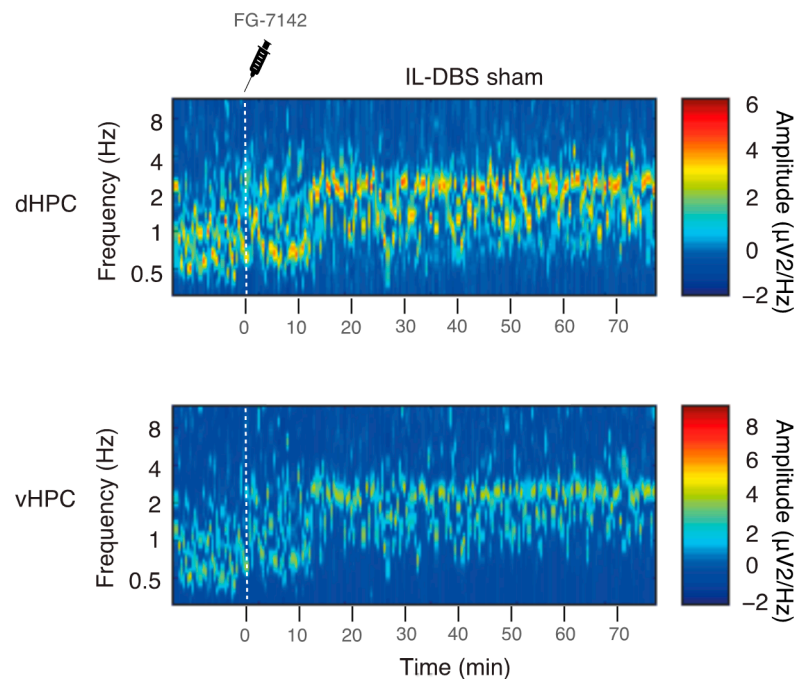 FG-7142
IL-DBS sham
dHPC
Frequency (Hz)
8
4
2
1
0.5
0 10 20 30 40 50 60 70
6
4
2
0
−2
Amplitude (µV2/Hz)
vHPC
Frequency (Hz)
8
4
2
1
0.5
0 10 20 30 40 50 60 70
Time (min)
8
6
4
2
0
−2
Amplitude (µV2/Hz)